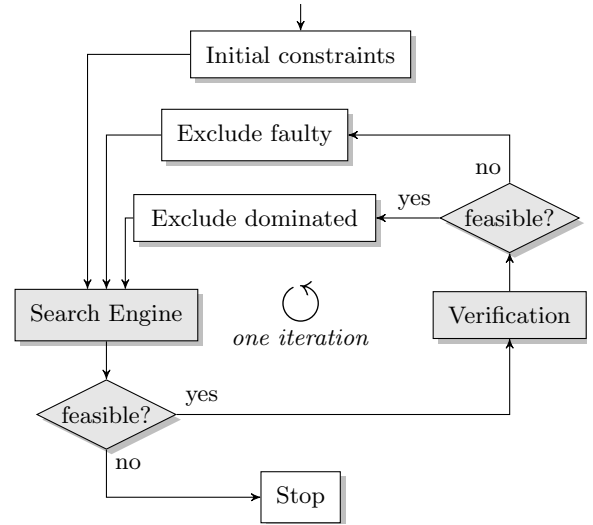 Initial constraints
Exclude faulty
no
yes
feasible?
Exclude dominated
Search Engine
Verification
one iteration
yes
feasible?
no
Stop